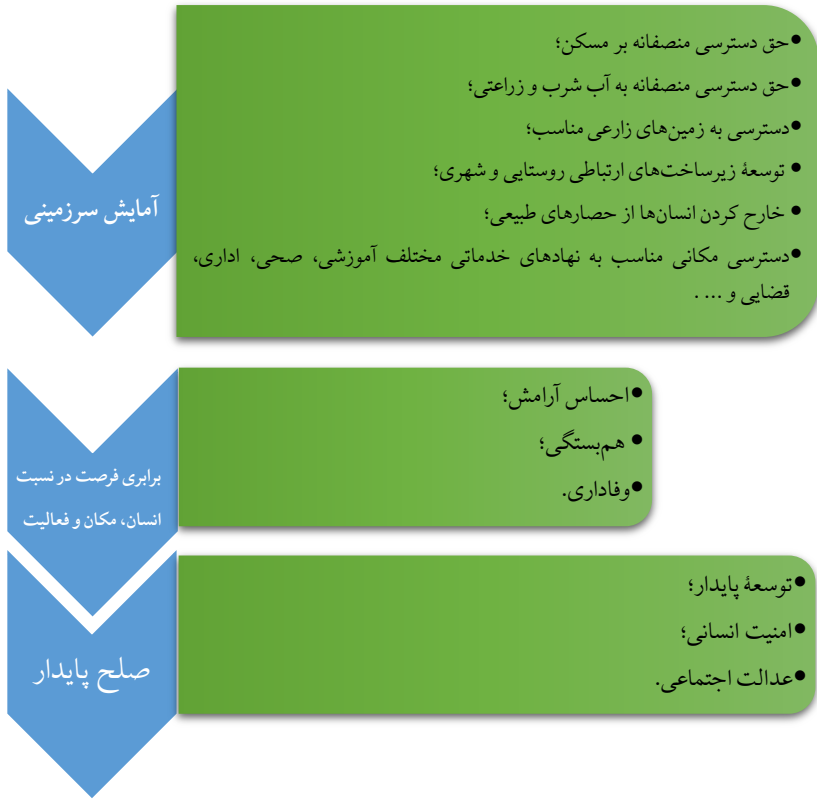 •حق دسترسی منصفانه بر مسکن؛
•حق دسترسی منصفانه به آب شرب و زراعتی؛
•دسترسی به زمین‌های زارعی مناسب؛
• توسعهٔ زیرساخت‌های ارتباطی روستایی و شهری؛
• خارج کردن انسان‌ها از حصارهای طبیعی؛
•دسترسی مکانی مناسب به نهادهای خدماتی مختلف آموزشی، صحی، اداری،
قضایی و ... .
آمایش سرزمینی
•احساس آرامش؛
• هم‌بستگی؛
•وفاداری.
برابری فرصت در نسبت
انسان، مکان و فعالیت
•توسعهٔ پایدار؛
•امنیت انسانی؛
•عدالت اجتماعی.
صلح پایدار